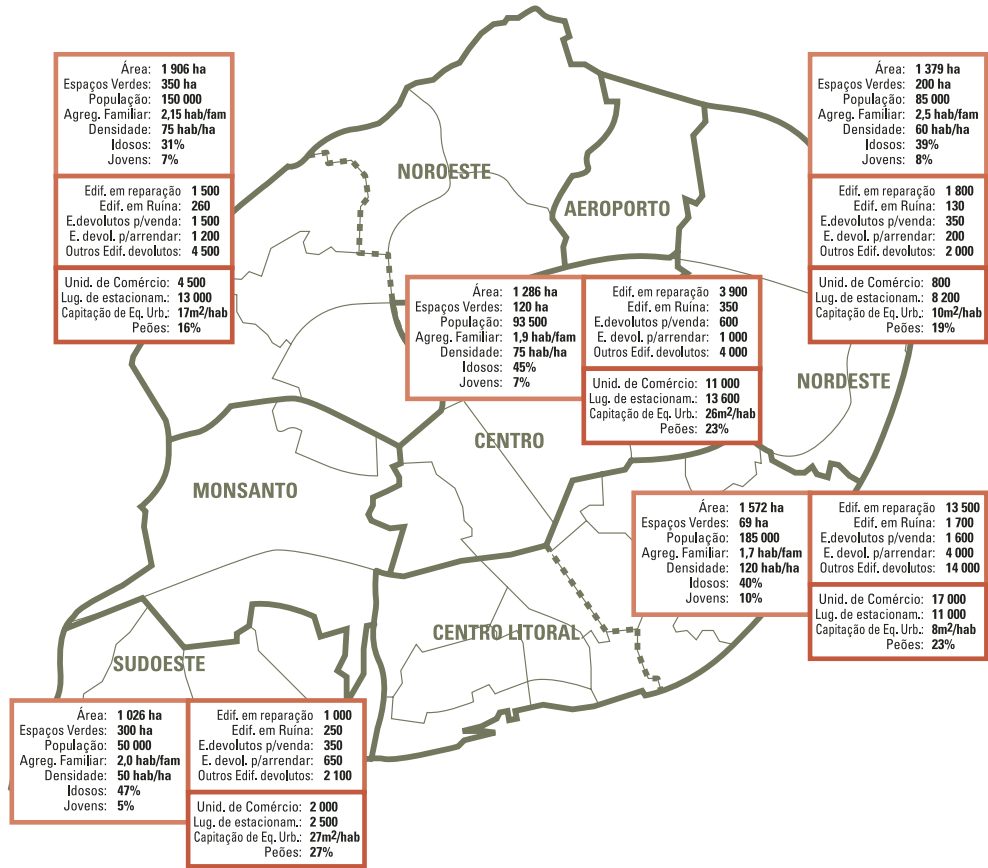 Área: 1 906 ha
Espaços Verdes: 350 ha
População: 150 000
Agreg. Familiar: 2,15 hab/fam
Densidade: 75 hab/ha
Idosos: 31%
Jovens: 7%
Edif. em reparação 1 500
Edif. em Ruína: 260
E.devolutos p/venda: 1 500
E. devol. p/arrendar: 1 200
Outros Edif. devolutos: 4 500
Unid. de Comércio: 4 500
Lug. de estacionam.: 13 000
Capitação de Eq. Urb.: 17m2/hab
Peões: 16%
NOROESTE
AEROPORTO
Área: 1 379 ha
Espaços Verdes: 200 ha
População: 85 000
Agreg. Familiar: 2,5 hab/fam
Densidade: 60 hab/ha
Idosos: 39%
Jovens: 8%
Edif. em reparação 1 800
Edif. em Ruína: 130
E.devolutos p/venda: 350
E. devol. p/arrendar: 200
Outros Edif. devolutos: 2 000
Unid. de Comércio: 800
Lug. de estacionam.: 8 200
Capitação de Eq. Urb.: 10m2/hab
Peões: 19%
NORDESTE
Área: 1 286 ha
Espaços Verdes: 120 ha
População: 93 500
Agreg. Familiar: 1,9 hab/fam
Densidade: 75 hab/ha
Idosos: 45%
Jovens: 7%
Edif. em reparação 3 900
Edif. em Ruína: 350
E.devolutos p/venda: 600
E. devol. p/arrendar: 1 000
Outros Edif. devolutos: 4 000
Unid. de Comércio: 11 000
Lug. de estacionam.: 13 600
Capitação de Eq. Urb.: 26m2/hab
Peões: 23%
CENTRO
MONSANTO
Área: 1 572 ha
Espaços Verdes: 69 ha
População: 185 000
Agreg. Familiar: 1,7 hab/fam
Densidade: 120 hab/ha
Idosos: 40%
Jovens: 10%
Edif. em reparação 13 500
Edif. em Ruína: 1 700
E.devolutos p/venda: 1 600
E. devol. p/arrendar: 4 000
Outros Edif. devolutos: 14 000
Unid. de Comércio: 17 000
Lug. de estacionam.: 11 000
Capitação de Eq. Urb.: 8m2/hab
Peões: 23%
CENTRO LITORAL
SUDOESTE
Área: 1 026 ha
Espaços Verdes: 300 ha
População: 50 000
Agreg. Familiar: 2,0 hab/fam
Densidade: 50 hab/ha
Idosos: 47%
Jovens: 5%
Edif. em reparação 1 000
Edif. em Ruína: 250
E.devolutos p/venda: 350
E. devol. p/arrendar: 650
Outros Edif. devolutos: 2 100
Unid. de Comércio: 2 000
Lug. de estacionam.: 2 500
Capitação de Eq. Urb.: 27m2/hab
Peões: 27%